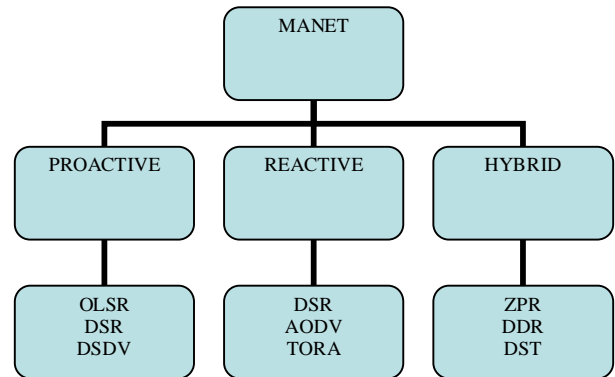 MANET
PROACTIVE
REACTIVE
HYBRID
OLSR
DSR
DSDV
DSR
AODV
TORA
ZPR
DDR
DST